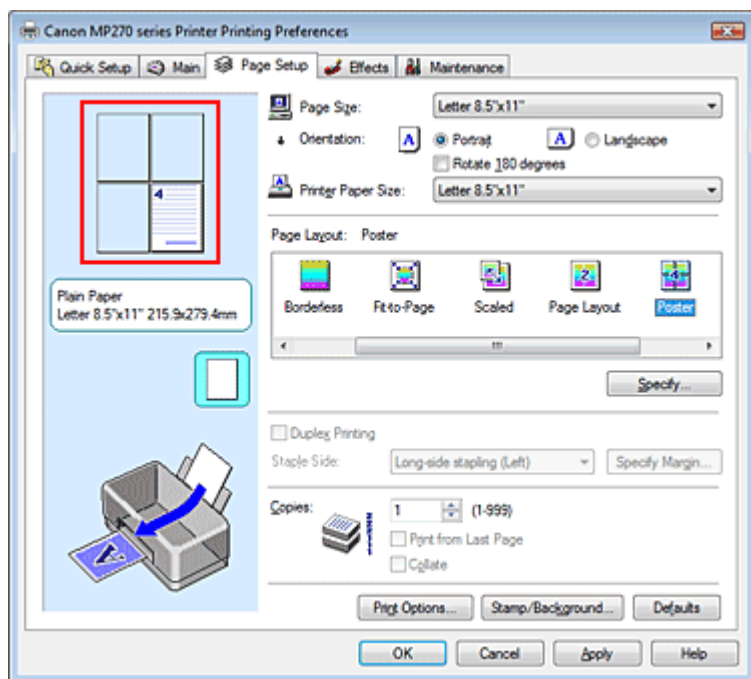 Canon MP270 series Printer Printing Preferences
Quick Setup Main Page Setup Effects Maintenance
Page Size: Letter 8.5"x11"
Orientation: A Portrait A Landscape
Rotate 180 degrees
Printer Paper Size: Letter 8.5"x11"
4
Plain Paper
Letter 8.5"x11" 215.9x279.4mm
Page Layout: Poster
Borderless Fit-to-Page Scaled Page Layout Poster
Specify...
Duplex Printing
Staple Side: Long-side stapling (Left) Specify Margin...
Copies: 1 (1-999)
Print from Last Page
Collate
Print Options... Stamp/Background... Defaults
OK Cancel Apply Help